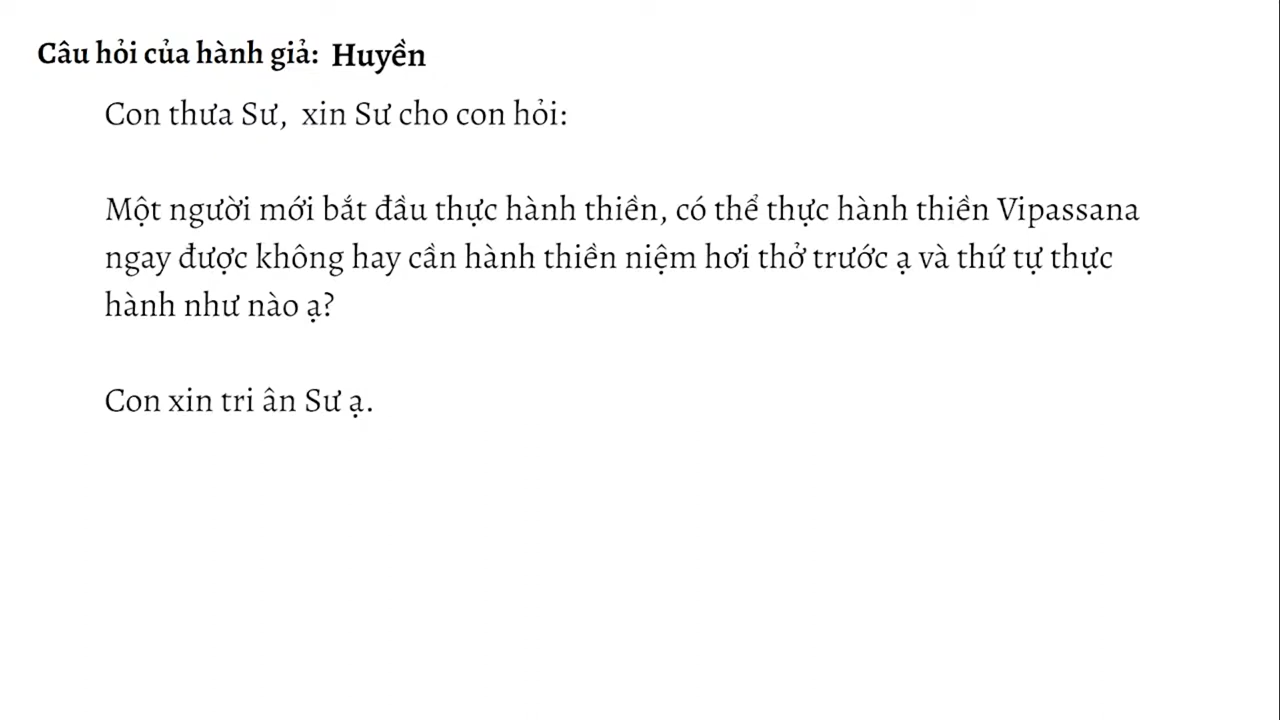 Câu hỏi của hành giả: Huyền
Con thưa Sư, xin Sư cho con hỏi:
Một người mới bắt đầu thực hành thiền, có thể thực hành thiền Vipassana
ngay được không hay cần hành thiền niệm hơi thở trước ạ và thứ tự thực
hành như nào ạ?
Con xin tri ân Sư ạ.